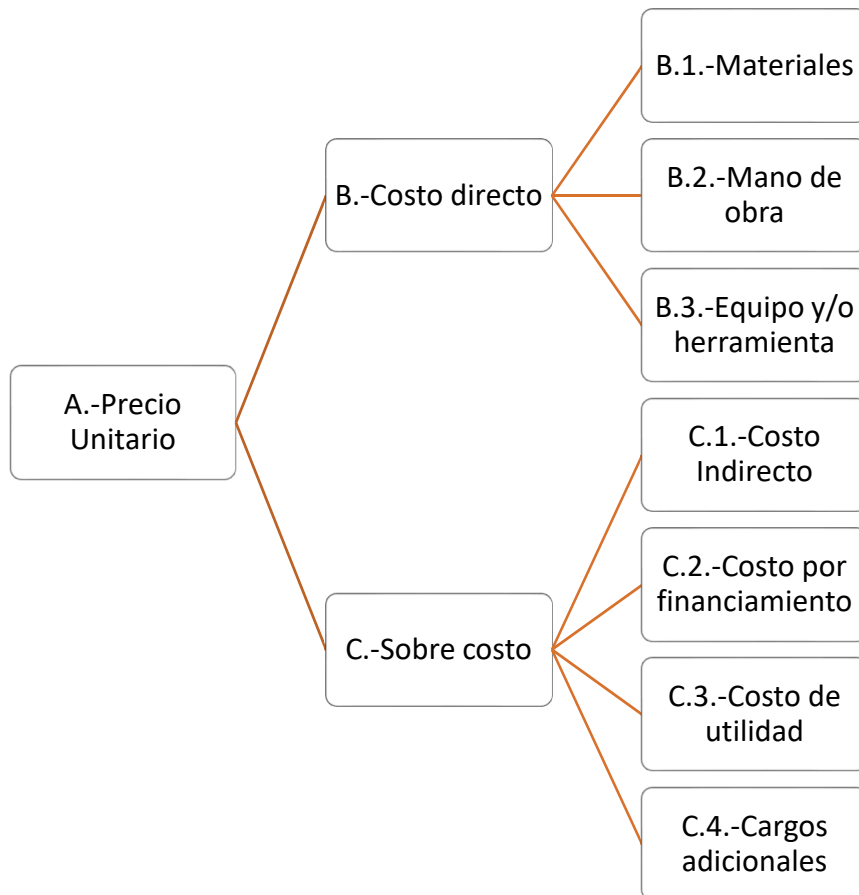 A.-Precio
Unitario
B.-Costo directo
B.1.-Materiales
B.2.-Mano de
obra
B.3.-Equipo y/o
herramienta
C.-Sobre costo
C.1.-Costo
Indirecto
C.2.-Costo por
financiamiento
C.3.-Costo de
utilidad
C.4.-Cargos
adicionales